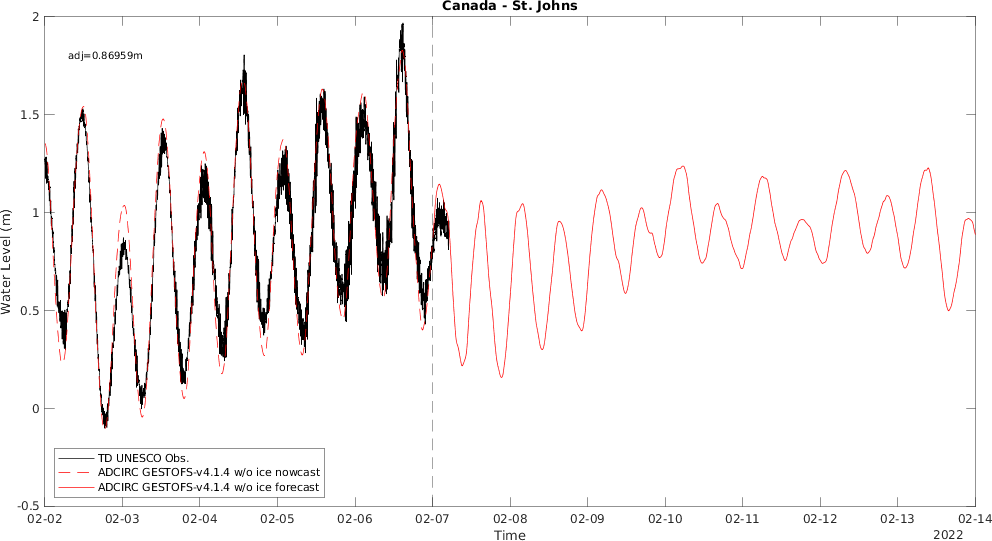 Canada - St. Johns
adj=0.86959m
Water Level (m)
2
1.5
1
0.5
0
-0.5
TD UNESCO Obs.
ADCIRC GESTOFS-v4.1.4 w/o ice nowcast
ADCIRC GESTOFS-v4.1.4 w/o ice forecast
02-02 02-03 02-04 02-05 02-06 02-07 02-08 02-09 02-10 02-11 02-12 02-13 02-14
Time
2022